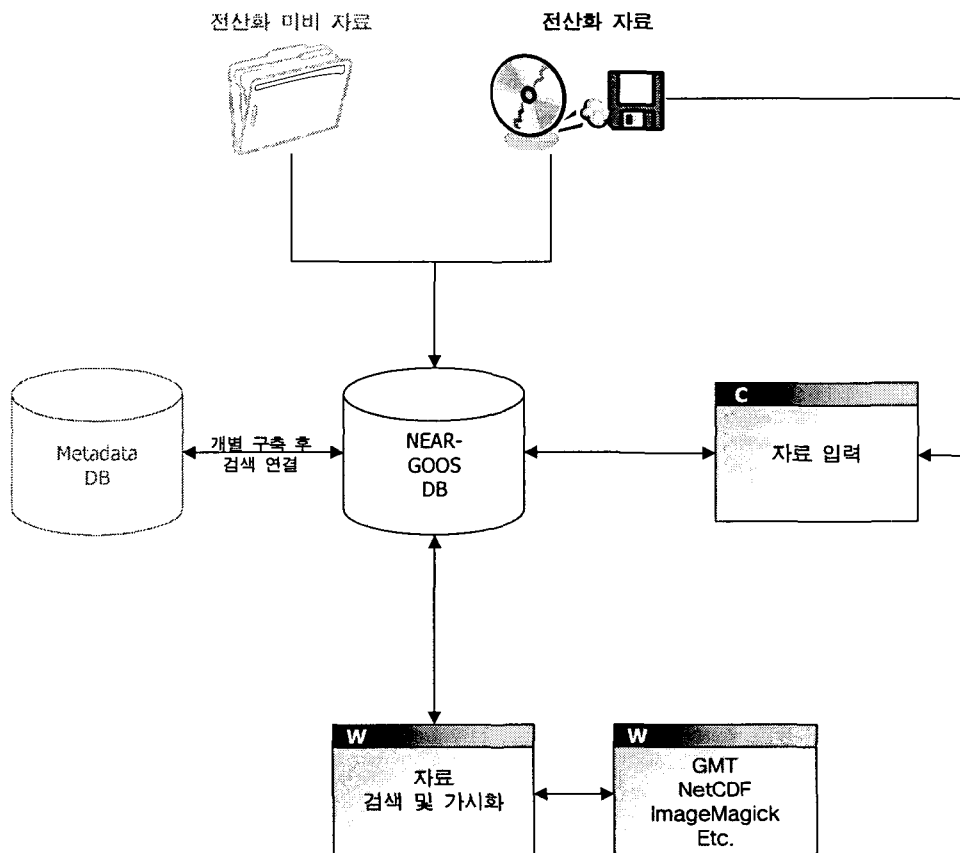 전산화 미비 자료
전산화 자료
Metadata
DB
개별 구축 후
검색 연결
NEAR-
GOOS
DB
C
자료 입력
W
자료
검색 및 가시화
W
GMT
NetCDF
ImageMagick
Etc.